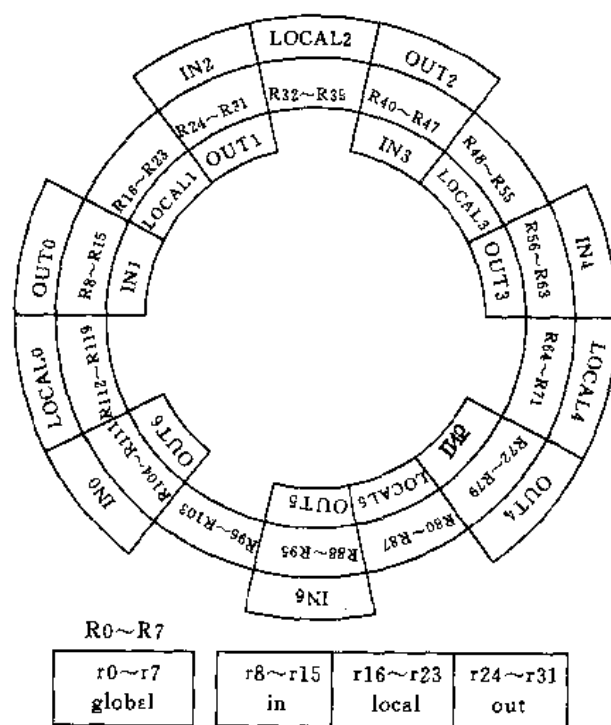 LOCAL2
IN2
OUT2
R32~R39
R24~R31
R40~R47
OUT1
IN3
R16~R23
R48~R55
LOCAL1
LOCAL3
OUT0
R8~R15
IN1
OUT3
R56~R63
IN4
LOCAL0
R112~R119
R64~R71
LOCAL4
OUT6
R104~R111
IN0
R72~R79
OUT4
OUT5
LOCAL5
R96~R103
R88~R95
R80~R87
IN6
R0~R7
r0~r7
global
r8~r15
in
r16~r23
local
r24~r31
out